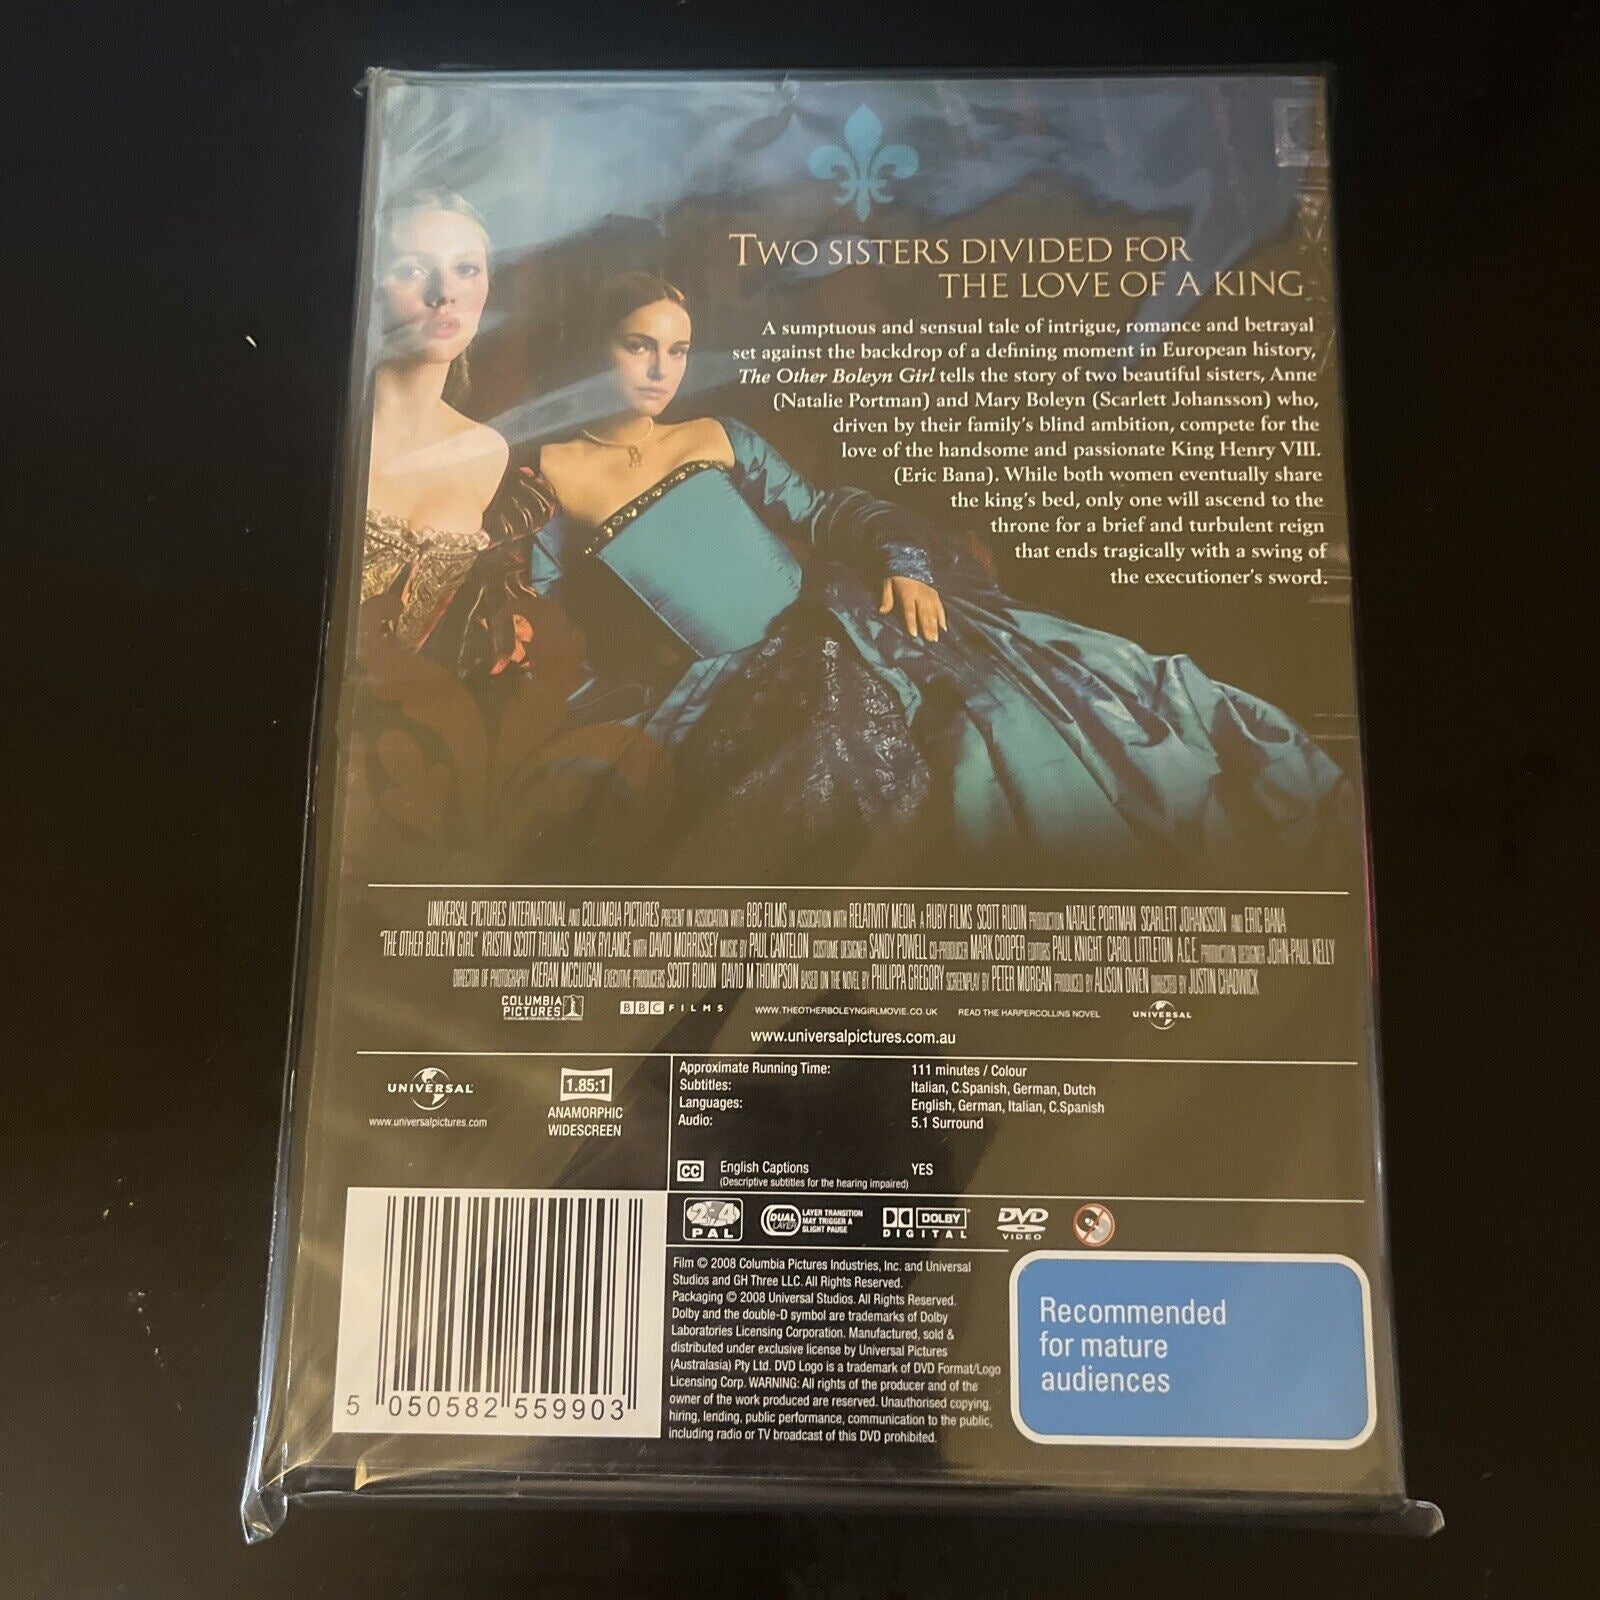 TWO SISTERS DIVIDED FOR
THE LOVE OF A KING
A sumptuous and sensual tale of intrigue, romance and betrayal
set against the backdrop of a defining moment in European history,
The Other Boleyn Girl tells the story of two beautiful sisters, Anne
(Natalie Portman) and Mary Boleyn (Scarlett Johansson) who,
driven by their family's blind ambition, compete for the
love of the handsome and passionate King Henry VIII.
(Eric Bana). While both women eventually share
the king's bed, only one will ascend to the
throne for a brief and turbulent reign
that ends tragically with a swing of
the executioner's sword.
UNIVERSAL PICTURES INTERNATIONAL AND COLUMBIA PICTURES PRESENT IN ASSOCIATION WITH BBC FILMS IN ASSOCIATION WITH RELATIVITY MEDIA A RUBY FILMS SCOTT RUDIN PRODUCTION NATALIE PORTMAN SCARLETT JOHANSSON AND ERIC BANA
"THE OTHER BOLEYN GIRL" KRISTIN SCOTT THOMAS MARK RYLANCE WITH DAVID MORRISSEY MUSIC BY PAUL CANTELON COSTUME DESIGNER SANDY POWELL CO-PRODUCER MARK COOPER EDITORS PAUL KNIGHT CAROL LITTLETON A.C.E. PRODUCTION DESIGNER JOHN-PAUL KELLY
DIRECTOR OF PHOTOGRAPHY KIERAN MCGUIGAN EXECUTIVE PRODUCERS SCOTT RUDIN DAVID M THOMPSON BASED ON THE NOVEL BY PHILIPPA GREGORY SCREENPLAY BY PETER MORGAN PRODUCED BY ALISON OWEN DIRECTED BY JUSTIN CHADWICK
COLUMBIA PICTURES BBC FILMS WWW.THEOTHERBOLEYNGIRLMOVIE.CO.UK READ THE HARPERCOLLINS NOVEL UNIVERSAL
www.universalpictures.com.au
UNIVERSAL
www.universalpictures.com
1.85:1
ANAMORPHIC
WIDESCREEN
Approximate Running Time: 111 minutes / Colour
Subtitles: Italian, C.Spanish, German, Dutch
Languages: English, German, Italian, C.Spanish
Audio: 5.1 Surround
CC English Captions YES
(Descriptive subtitles for the hearing impaired)
2 4 PAL
DUAL LAYER LAYER TRANSITION MAY TRIGGER A SLIGHT PAUSE
DOLBY DIGITAL
DVD VIDEO
Film © 2008 Columbia Pictures Industries, Inc. and Universal
Studios and GH Three LLC. All Rights Reserved.
Packaging © 2008 Universal Studios. All Rights Reserved.
Dolby and the double-D symbol are trademarks of Dolby
Laboratories Licensing Corporation. Manufactured, sold &
distributed under exclusive license by Universal Pictures
(Australasia) Pty Ltd. DVD Logo is a trademark of DVD Format/Logo
Licensing Corp. WARNING: All rights of the producer and of the
owner of the work produced are reserved. Unauthorised copying,
hiring, lending, public performance, communication to the public,
including radio or TV broadcast of this DVD prohibited.
5 050582 559903
Recommended
for mature
audiences